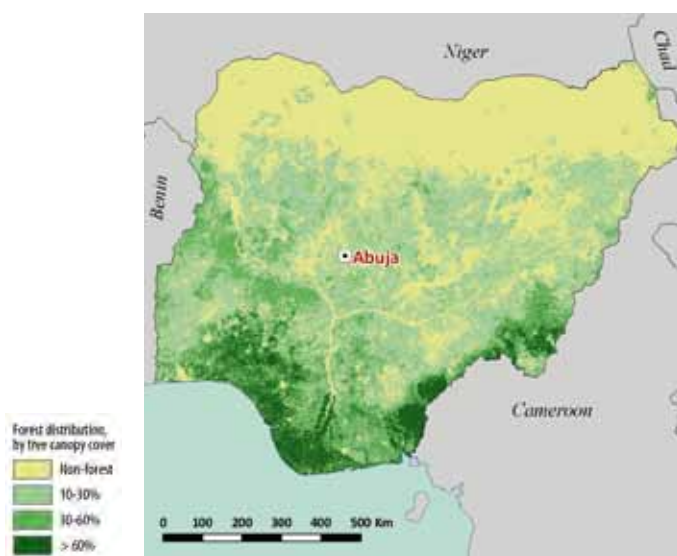 Niger
Chad
Benin
Abuja
Cameroon
Forest distribution,
by tree canopy cover
Non-forest
10-30%
30-60%
> 60%
0 100 200 300 400 500 Km